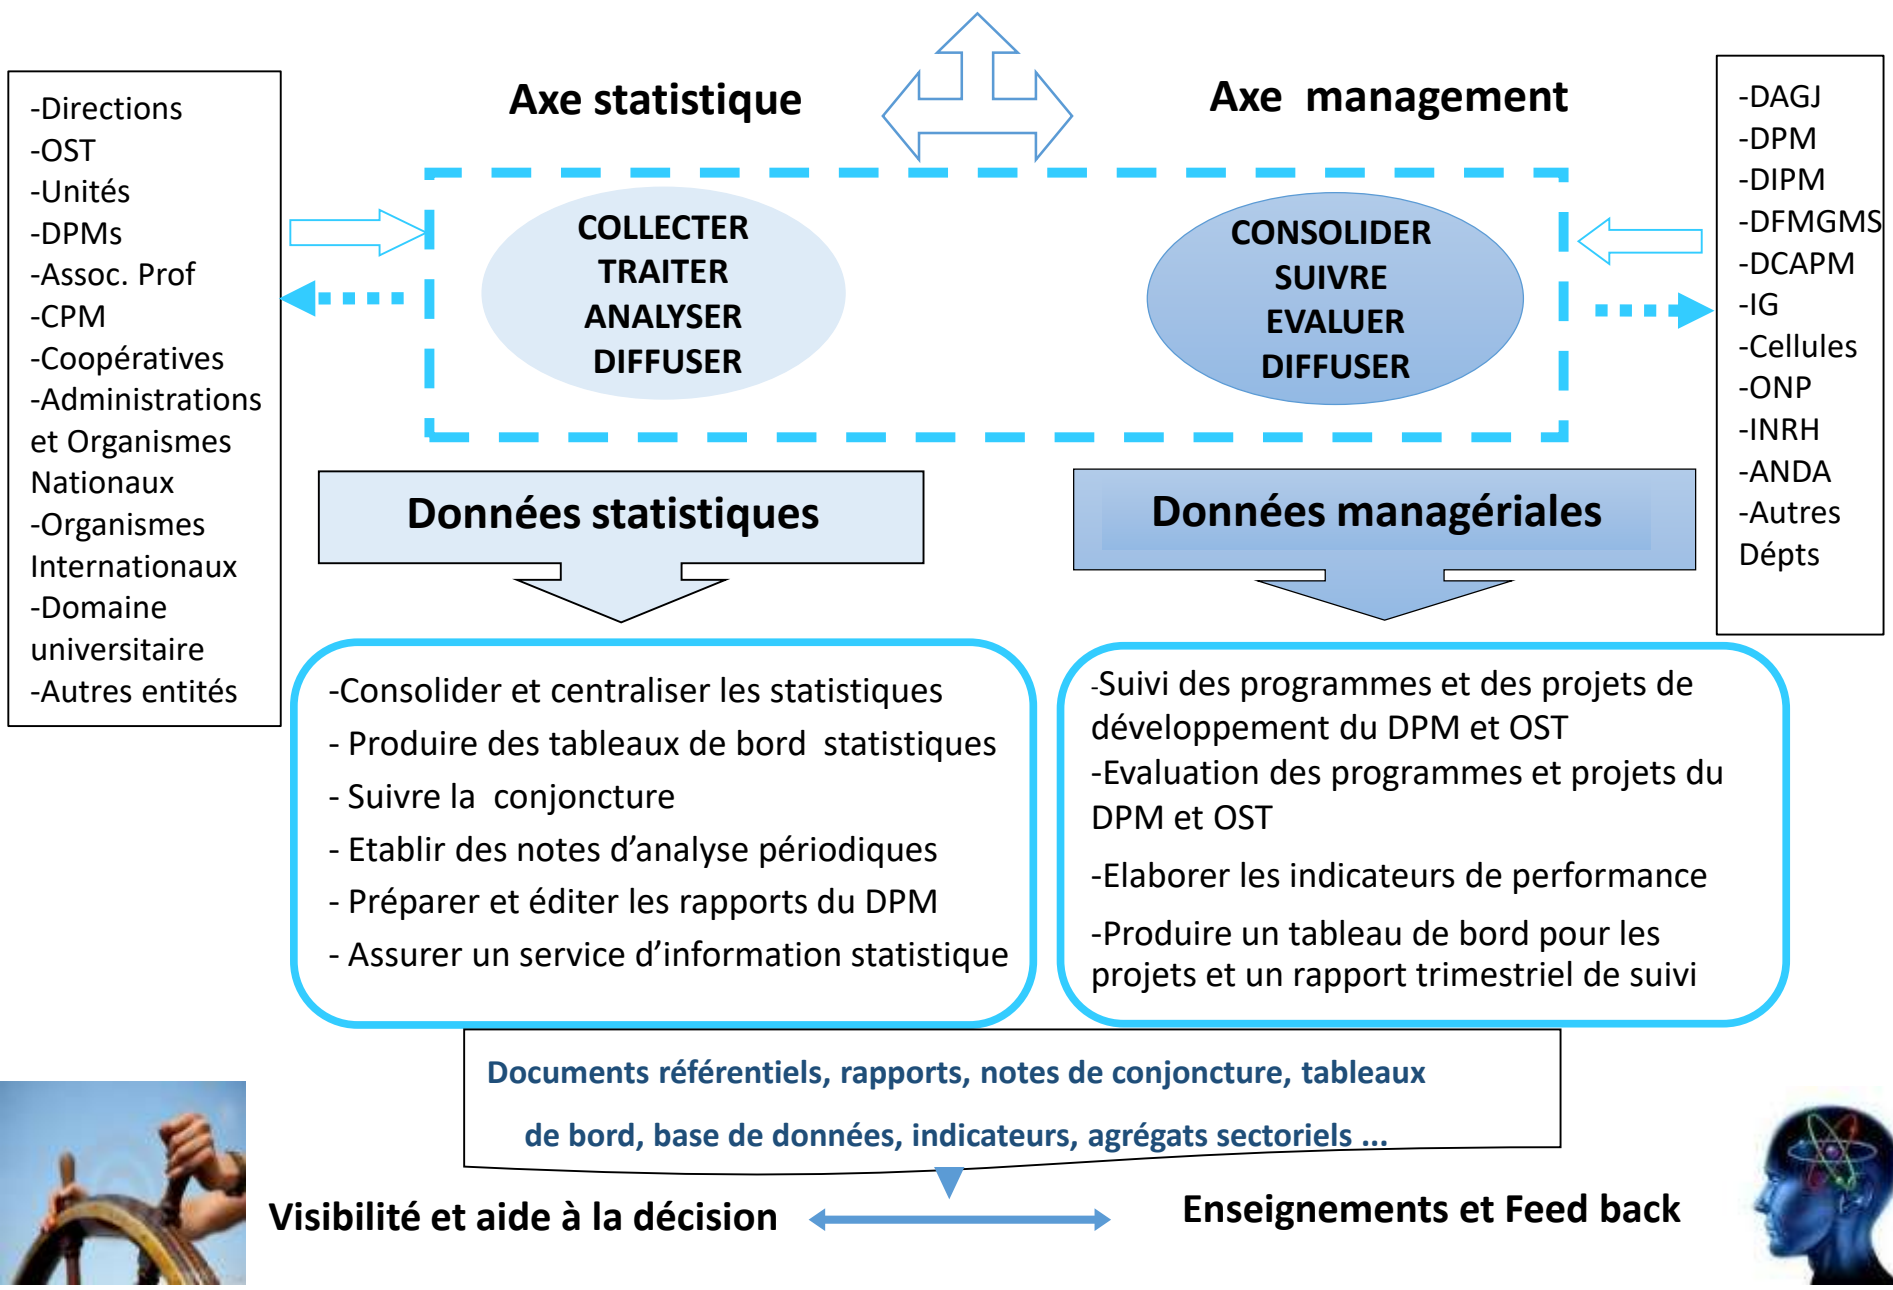 Axe statistique
Axe management
-Directions
-OST
-Unités
-DPMs
-Assoc. Prof
-CPM
-Coopératives
-Administrations
et Organismes
Nationaux
-Organismes
Internationaux
-Domaine
universitaire
-Autres entités
COLLECTER
TRAITER
ANALYSER
DIFFUSER
CONSOLIDER
SUIVRE
EVALUER
DIFFUSER
-DAGJ
-DPM
-DIPM
-DFMGMS
-DCAPM
-IG
-Cellules
-ONP
-INRH
-ANDA
-Autres
Dépts
Données statistiques
Données managériales
-Consolider et centraliser les statistiques
- Produire des tableaux de bord statistiques
- Suivre la conjoncture
- Etablir des notes d’analyse périodiques
- Préparer et éditer les rapports du DPM
- Assurer un service d’information statistique
-Suivi des programmes et des projets de
développement du DPM et OST
-Evaluation des programmes et projets du
DPM et OST
-Elaborer les indicateurs de performance
-Produire un tableau de bord pour les
projets et un rapport trimestriel de suivi
Documents référentiels, rapports, notes de conjoncture, tableaux
de bord, base de données, indicateurs, agrégats sectoriels ...
Visibilité et aide à la décision
Enseignements et Feed back